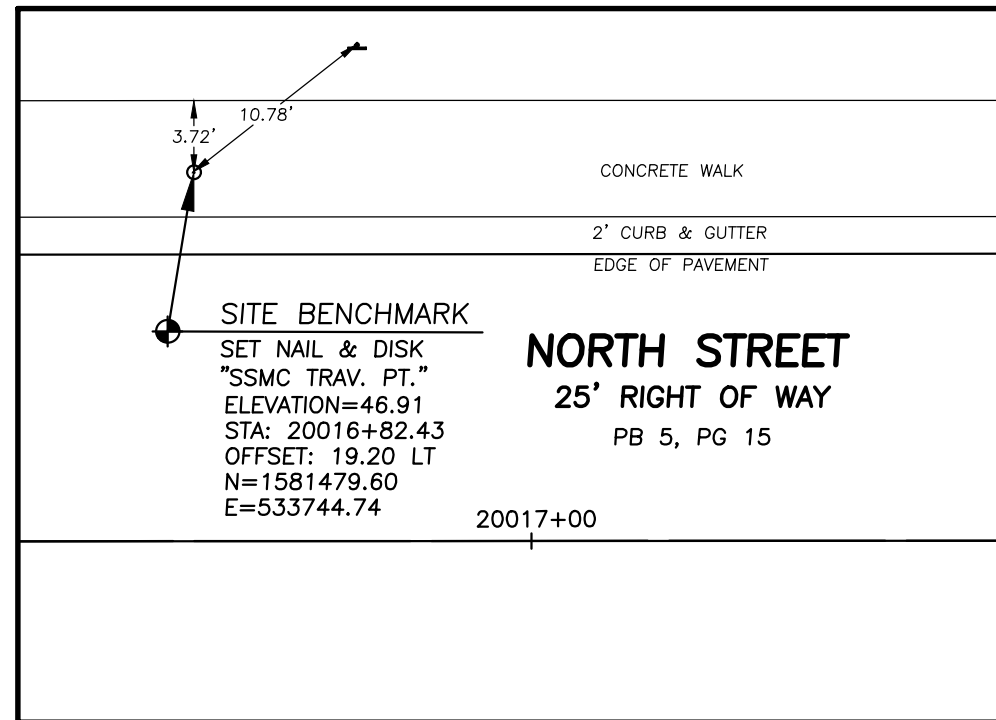 10.78'
3.72'
CONCRETE WALK
2' CURB & GUTTER
EDGE OF PAVEMENT
SITE BENCHMARK
SET NAIL & DISK
"SSMC TRAV. PT."
ELEVATION=46.91
STA: 20016+82.43
OFFSET: 19.20 LT
N=1581479.60
E=533744.74
NORTH STREET
25' RIGHT OF WAY
PB 5, PG 15
20017+00